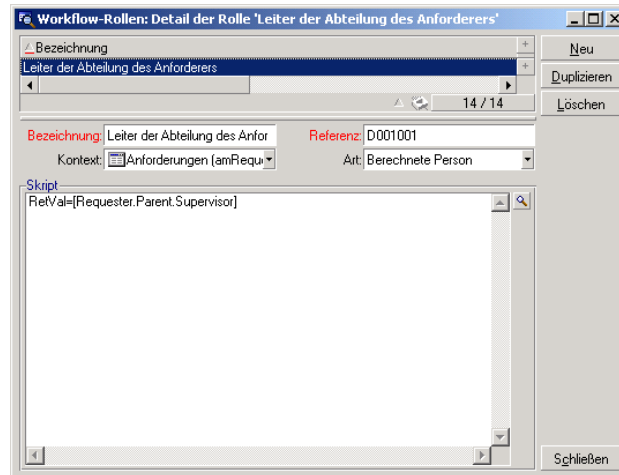 Workflow-Rollen: Detail der Rolle 'Leiter der Abteilung des Anforderers'
Bezeichnung
Leiter der Abteilung des Anforderers
14 / 14
Neu
Duplizieren
Löschen
Bezeichnung: Leiter der Abteilung des Anfor
Referenz: D001001
Kontext: Anforderungen (amRequ
Art: Berechnete Person
Skript
RetVal=[Requester.Parent.Supervisor]
Schließen